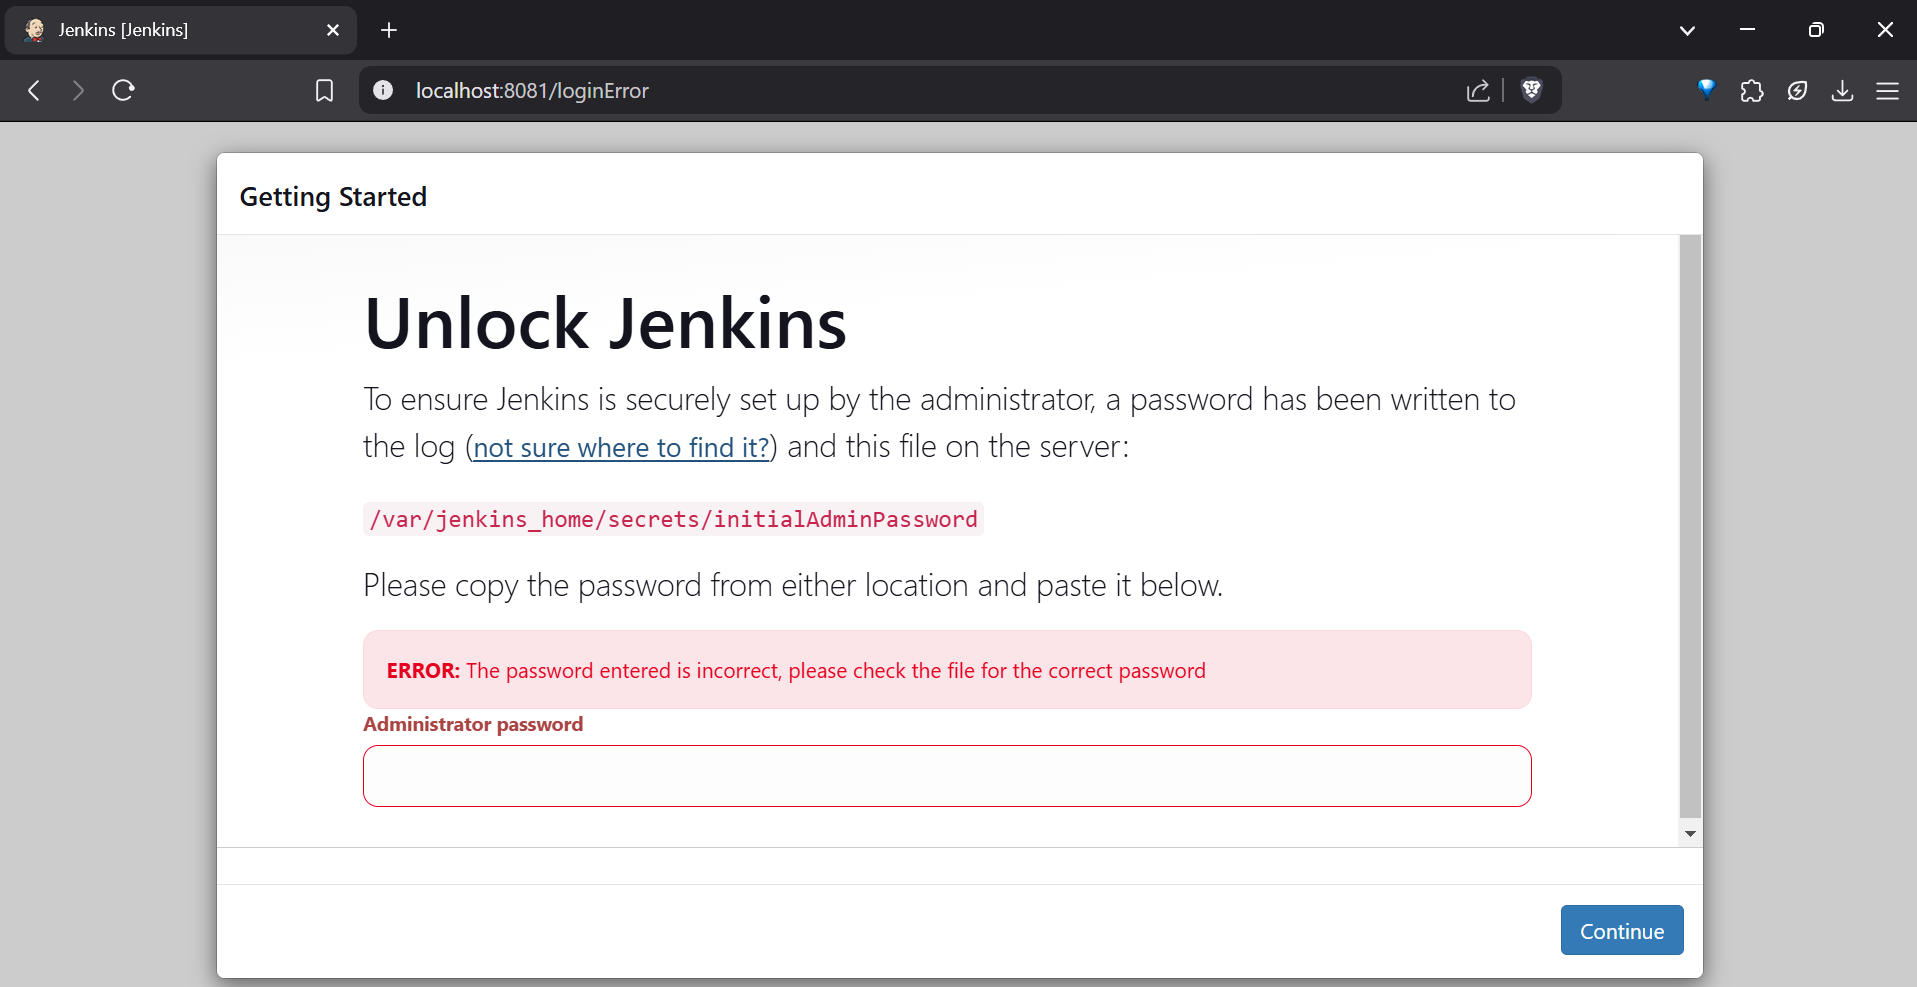 Jenkins [Jenkins]
localhost:8081/loginError
Getting Started
Unlock Jenkins
To ensure Jenkins is securely set up by the administrator, a password has been written to
the log (not sure where to find it?) and this file on the server:
/var/jenkins_home/secrets/initialAdminPassword
Please copy the password from either location and paste it below.
ERROR: The password entered is incorrect, please check the file for the correct password
Administrator password
Continue